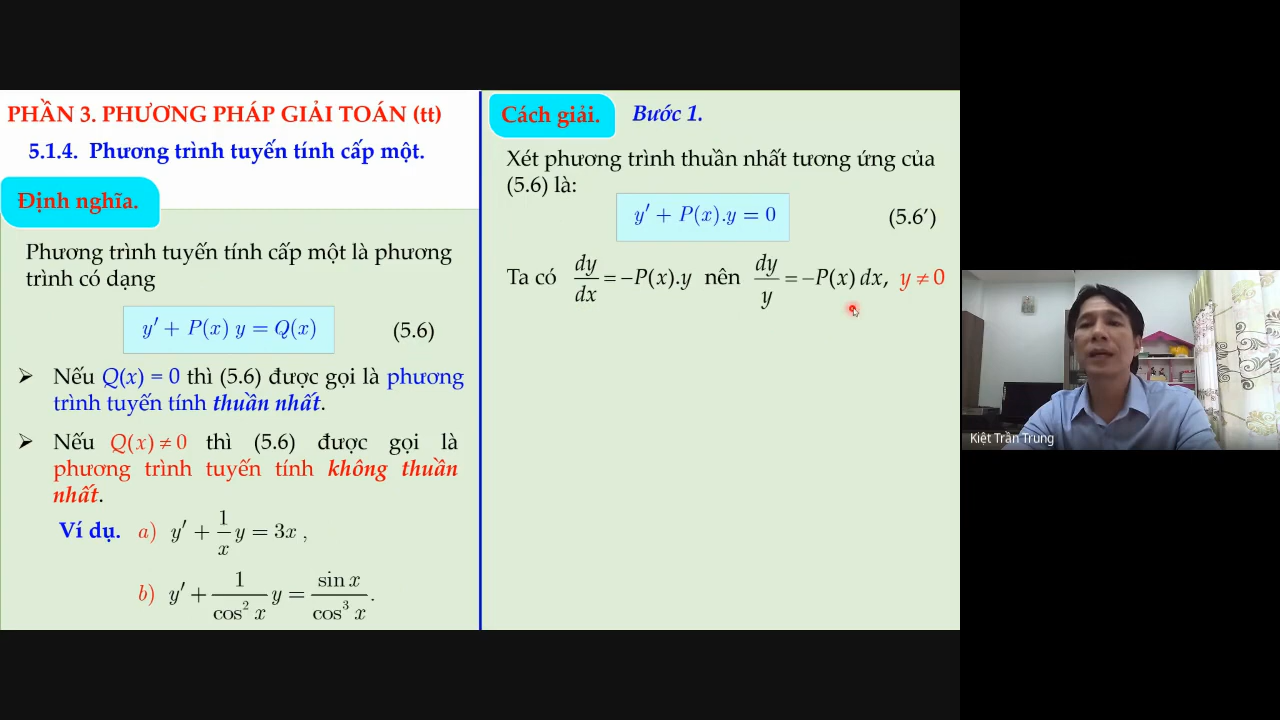 PHẦN 3. PHƯƠNG PHÁP GIẢI TOÁN (tt)
5.1.4. Phương trình tuyến tính cấp một.
Định nghĩa.
Phương trình tuyến tính cấp một là phương
trình có dạng
y′ + P(x) y = Q(x) (5.6)
➢ Nếu Q(x) = 0 thì (5.6) được gọi là phương
trình tuyến tính thuần nhất.
➢ Nếu Q(x) ≠ 0 thì (5.6) được gọi là
phương trình tuyến tính không thuần
nhất.
Ví dụ. a) y′ + 1/x y = 3x ,
b) y′ + 1/cos² x y = sin x/cos³ x .
Cách giải. Bước 1.
Xét phương trình thuần nhất tương ứng của
(5.6) là:
y′ + P(x).y = 0 (5.6′)
Ta có dy/dx = −P(x).y nên dy/y = −P(x) dx, y ≠ 0
Kiệt Trần Trung